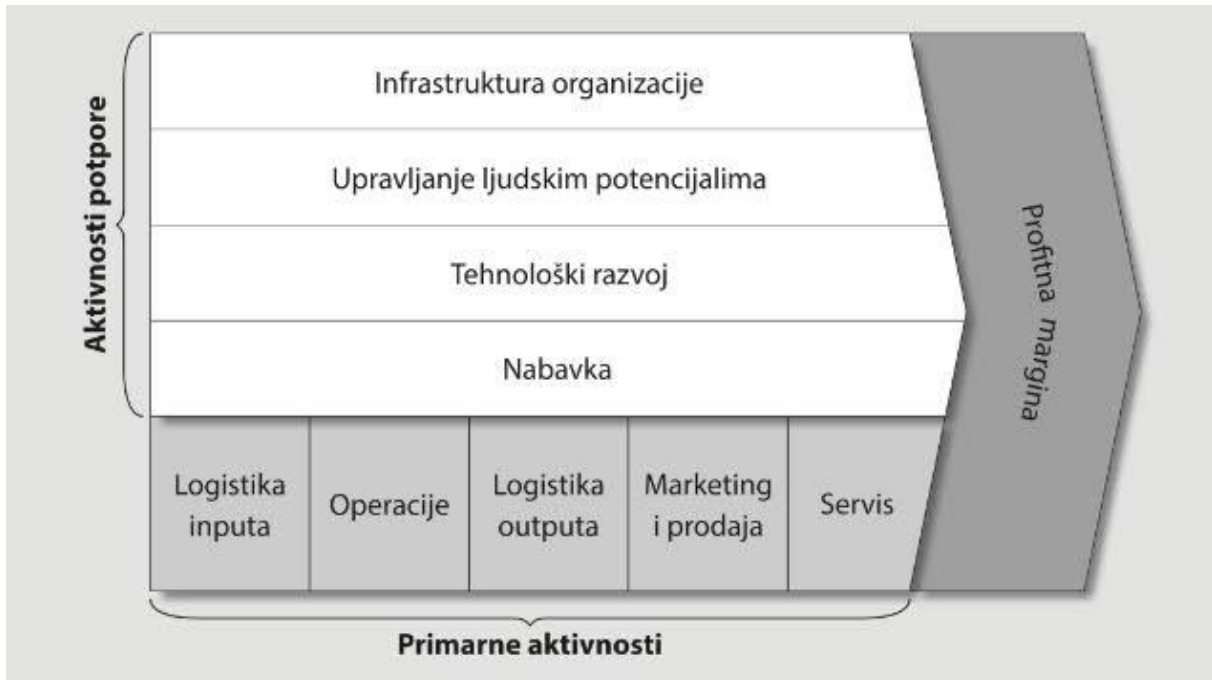 Aktivnosti potpore
Infrastruktura organizacije
Upravljanje ljudskim potencijalima
Tehnološki razvoj
Nabavka
Profitna margina
Logistika
inputa
Operacije
Logistika
outputa
Marketing
i prodaja
Servis
Primarne aktivnosti